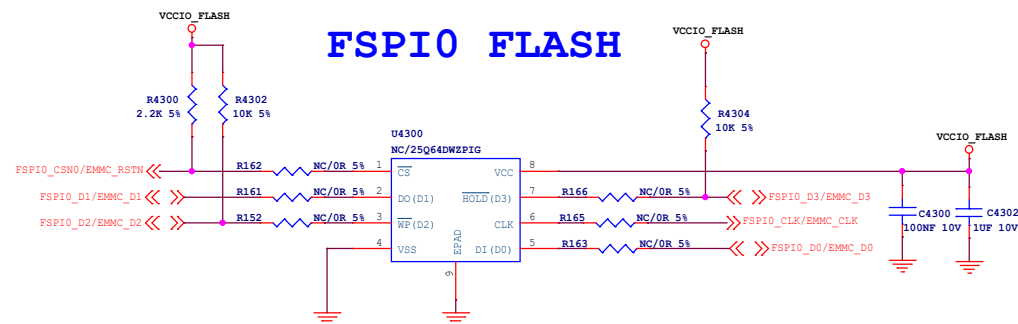 VCCIO_FLASH
FSPI0 FLASH
VCCIO_FLASH
R4300
2.2K 5%
R4302
10K 5%
R4304
10K 5%
U4300
NC/25Q64DWZPIG
VCCIO_FLASH
FSPI0_CSN0/EMMC_RSTN
R162
NC/0R 5%
1
CS
VCC
8
FSPI0_D1/EMMC_D1
R161
NC/0R 5%
2
DO(D1)
HOLD(D3)
7
R166
NC/0R 5%
FSPI0_D3/EMMC_D3
FSPI0_D2/EMMC_D2
R152
NC/0R 5%
3
WP(D2)
CLK
6
R165
NC/0R 5%
FSPI0_CLK/EMMC_CLK
4
VSS
EPAD
9
DI(D0)
5
R163
NC/0R 5%
FSPI0_D0/EMMC_D0
C4300
100NF 10V
C4302
1UF 10V